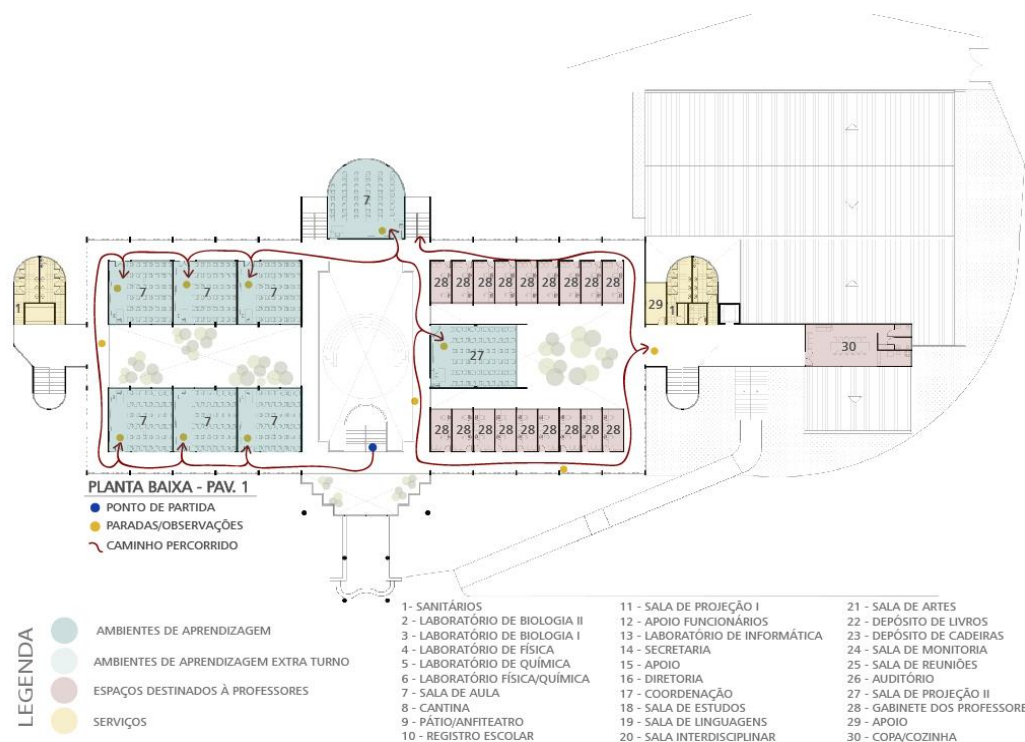 7
7 7 7
28 28 28 28 28 28 28 28
29 1
1
27
30
7 7 7
28 28 28 28 28 28 28 28
PLANTA BAIXA - PAV. 1
PONTO DE PARTIDA
PARADAS/OBSERVAÇÕES
CAMINHO PERCORRIDO
LEGENDA
AMBIENTES DE APRENDIZAGEM
AMBIENTES DE APRENDIZAGEM EXTRA TURNO
ESPAÇOS DESTINADOS À PROFESSORES
SERVIÇOS
1- SANITÁRIOS
2 - LABORATÓRIO DE BIOLOGIA II
3 - LABORATÓRIO DE BIOLOGIA I
4 - LABORATÓRIO DE FÍSICA
5 - LABORATÓRIO DE QUÍMICA
6 - LABORATÓRIO FÍSICA/QUÍMICA
7 - SALA DE AULA
8 - CANTINA
9 - PÁTIO/ANFITEATRO
10 - REGISTRO ESCOLAR
11 - SALA DE PROJEÇÃO I
12 - APOIO FUNCIONÁRIOS
13 - LABORATÓRIO DE INFORMÁTICA
14 - SECRETARIA
15 - APOIO
16 - DIRETORIA
17 - COORDENAÇÃO
18 - SALA DE ESTUDOS
19 - SALA DE LINGUAGENS
20 - SALA INTERDISCIPLINAR
21 - SALA DE ARTES
22 - DEPÓSITO DE LIVROS
23 - DEPÓSITO DE CADEIRAS
24 - SALA DE MONITORIA
25 - SALA DE REUNIÕES
26 - AUDITÓRIO
27 - SALA DE PROJEÇÃO II
28 - GABINETE DOS PROFESSORE
29 - APOIO
30 - COPA/COZINHA